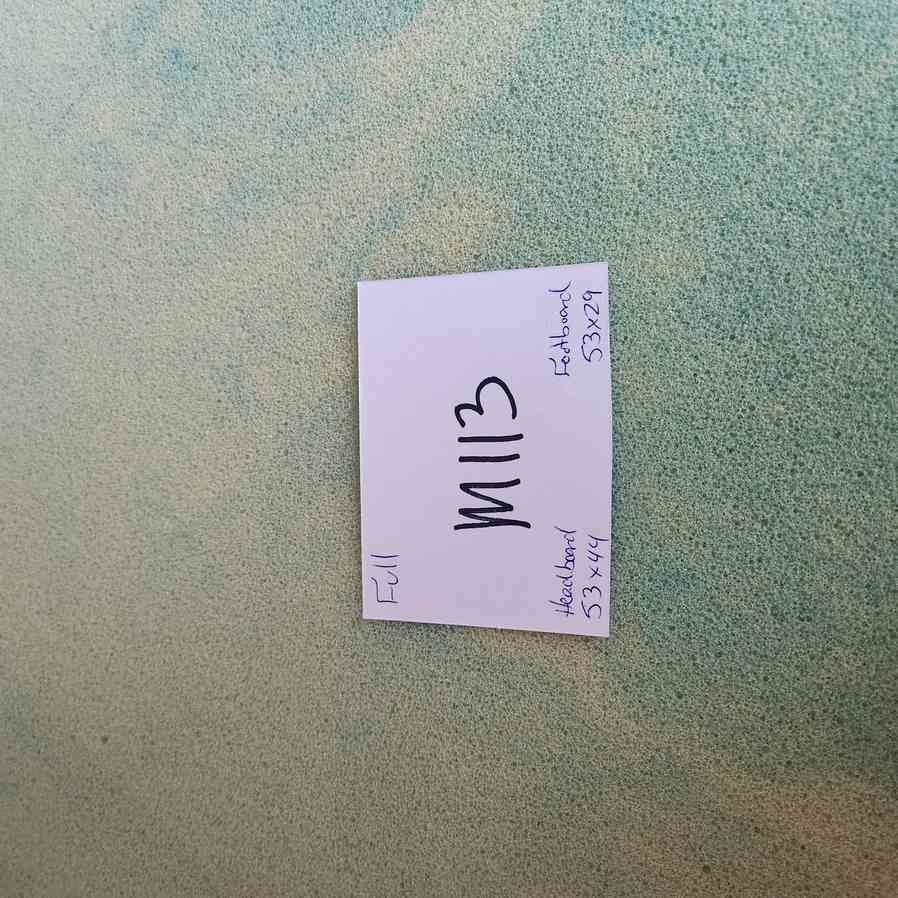 Full
M113
Headboard
53x44
Footboard
53x29